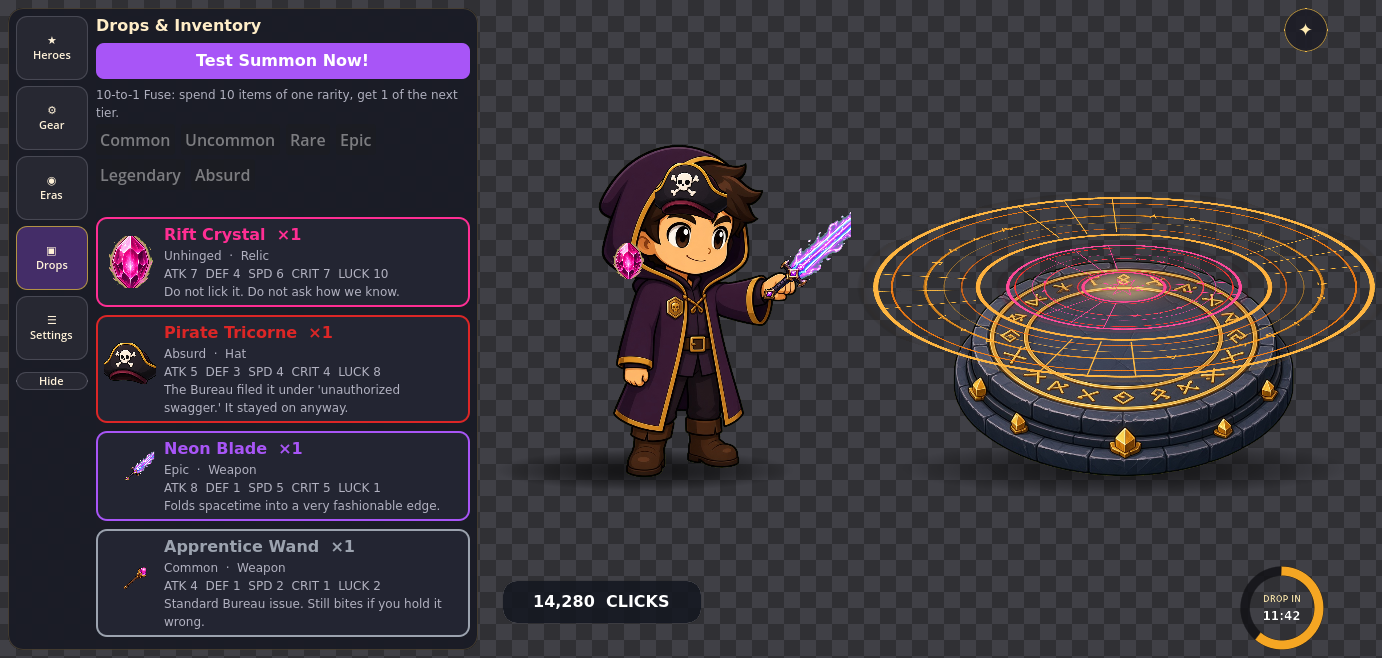 ★
Heroes
⚙
Gear
◉
Eras
▣
Drops
☰
Settings
Hide
Drops & Inventory
Test Summon Now!
10-to-1 Fuse: spend 10 items of one rarity, get 1 of the next
tier.
Common Uncommon Rare Epic
Legendary Absurd
Rift Crystal ×1
Unhinged · Relic
ATK 7 DEF 4 SPD 6 CRIT 7 LUCK 10
Do not lick it. Do not ask how we know.
Pirate Tricorne ×1
Absurd · Hat
ATK 5 DEF 3 SPD 4 CRIT 4 LUCK 8
The Bureau filed it under 'unauthorized
swagger.' It stayed on anyway.
Neon Blade ×1
Epic · Weapon
ATK 8 DEF 1 SPD 5 CRIT 5 LUCK 1
Folds spacetime into a very fashionable edge.
Apprentice Wand ×1
Common · Weapon
ATK 4 DEF 1 SPD 2 CRIT 1 LUCK 2
Standard Bureau issue. Still bites if you hold it
wrong.
14,280 CLICKS
✦
DROP IN
11:42